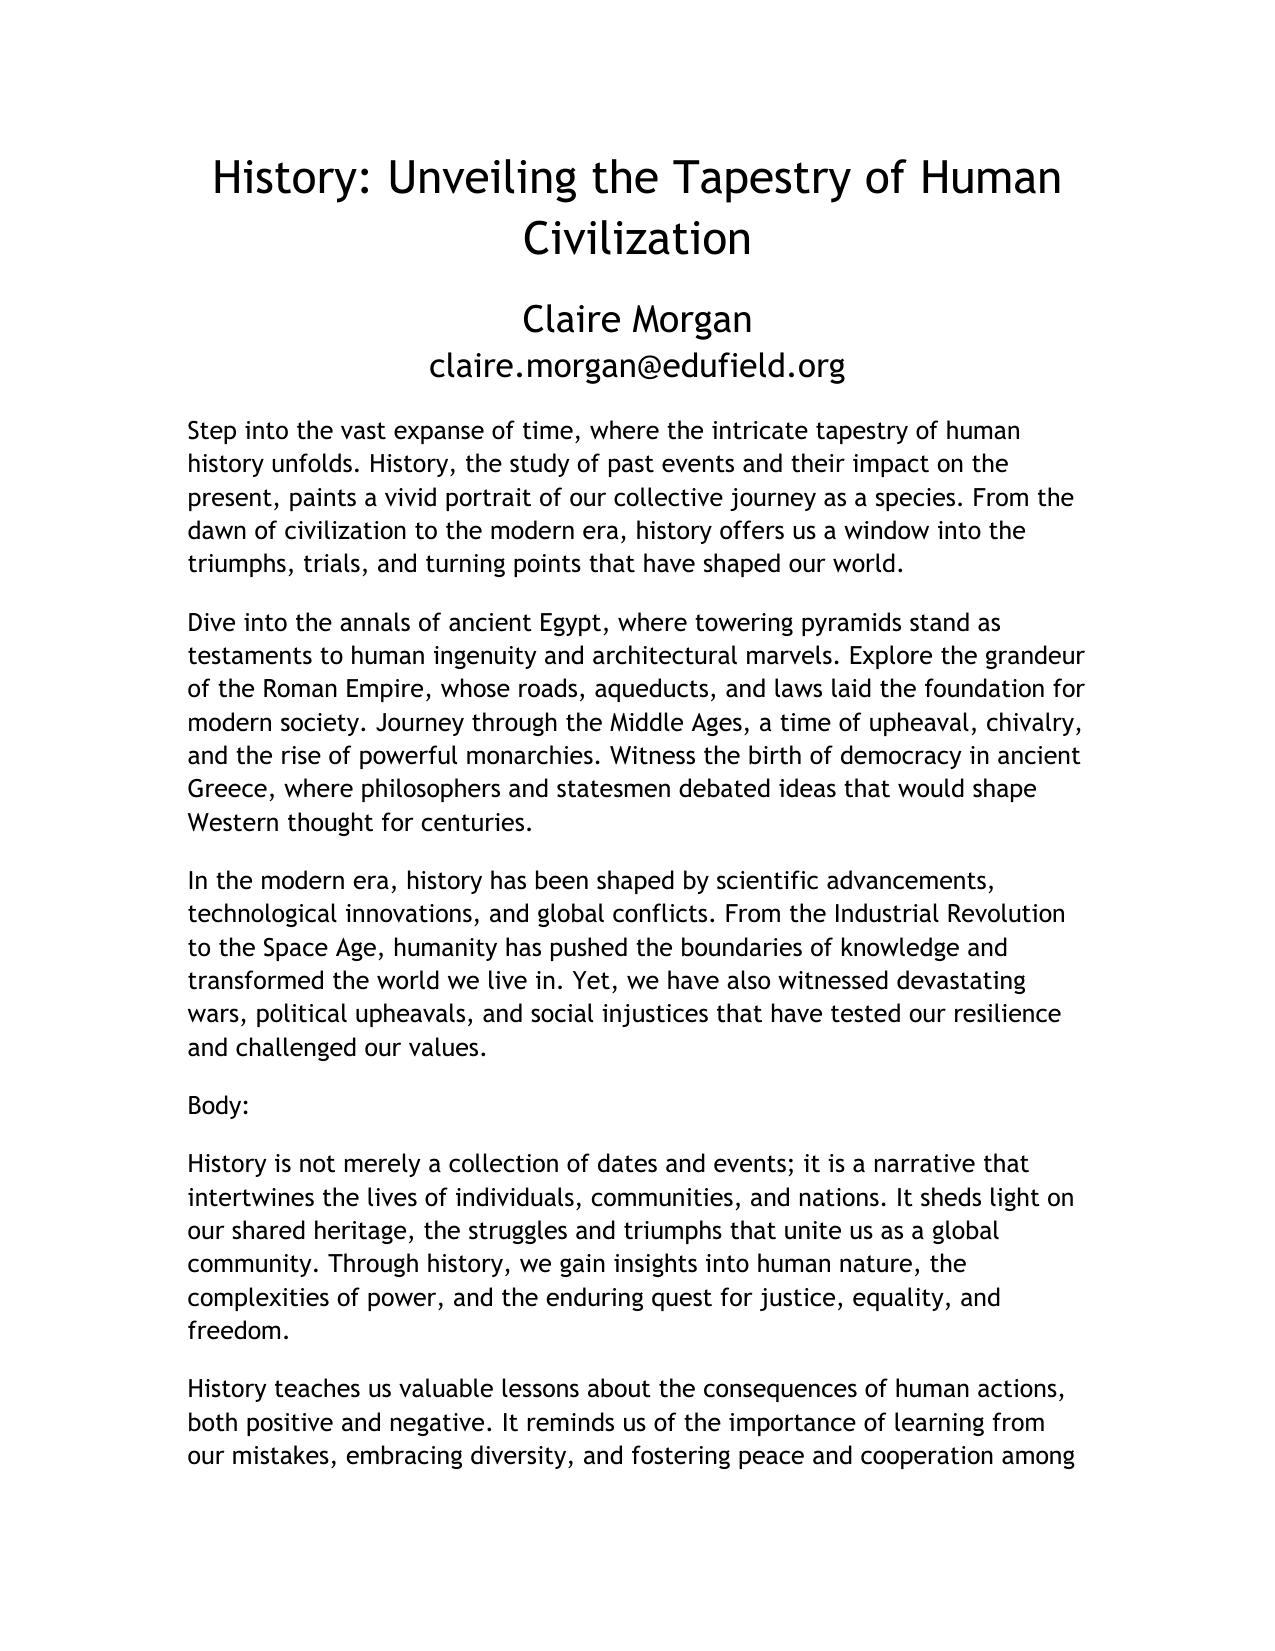 History: Unveiling the Tapestry of Human
Civilization
Claire Morgan
claire.morgan@edufield.org
Step into the vast expanse of time, where the intricate tapestry of human
history unfolds. History, the study of past events and their impact on the
present, paints a vivid portrait of our collective journey as a species. From the
dawn of civilization to the modern era, history offers us a window into the
triumphs, trials, and turning points that have shaped our world.
Dive into the annals of ancient Egypt, where towering pyramids stand as
testaments to human ingenuity and architectural marvels. Explore the grandeur
of the Roman Empire, whose roads, aqueducts, and laws laid the foundation for
modern society. Journey through the Middle Ages, a time of upheaval, chivalry,
and the rise of powerful monarchies. Witness the birth of democracy in ancient
Greece, where philosophers and statesmen debated ideas that would shape
Western thought for centuries.
In the modern era, history has been shaped by scientific advancements,
technological innovations, and global conflicts. From the Industrial Revolution
to the Space Age, humanity has pushed the boundaries of knowledge and
transformed the world we live in. Yet, we have also witnessed devastating
wars, political upheavals, and social injustices that have tested our resilience
and challenged our values.
Body:
History is not merely a collection of dates and events; it is a narrative that
intertwines the lives of individuals, communities, and nations. It sheds light on
our shared heritage, the struggles and triumphs that unite us as a global
community. Through history, we gain insights into human nature, the
complexities of power, and the enduring quest for justice, equality, and
freedom.
History teaches us valuable lessons about the consequences of human actions,
both positive and negative. It reminds us of the importance of learning from
our mistakes, embracing diversity, and fostering peace and cooperation among